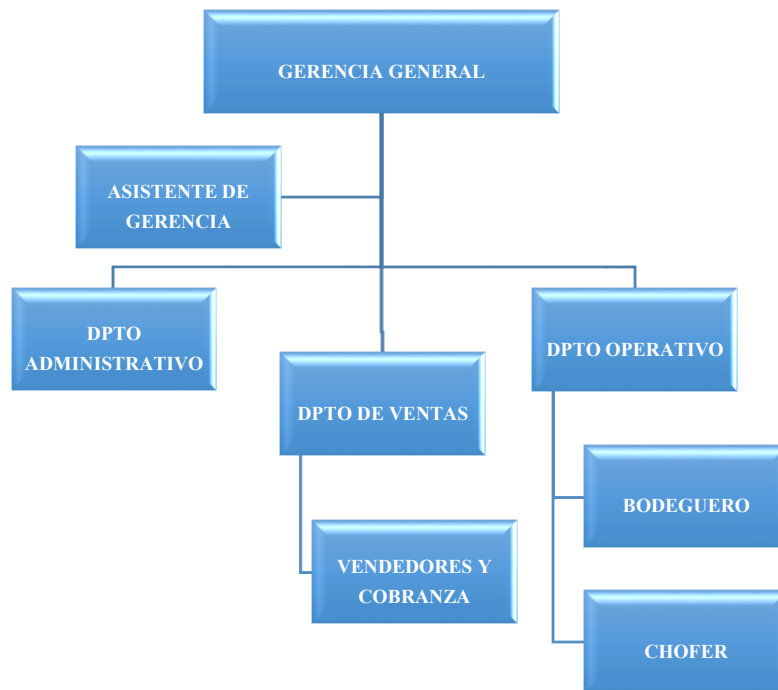 GERENCIA GENERAL
ASISTENTE DE
GERENCIA
DPTO
ADMINISTRATIVO
DPTO DE VENTAS
DPTO OPERATIVO
VENDEDORES Y
COBRANZA
BODEGUERO
CHOFER